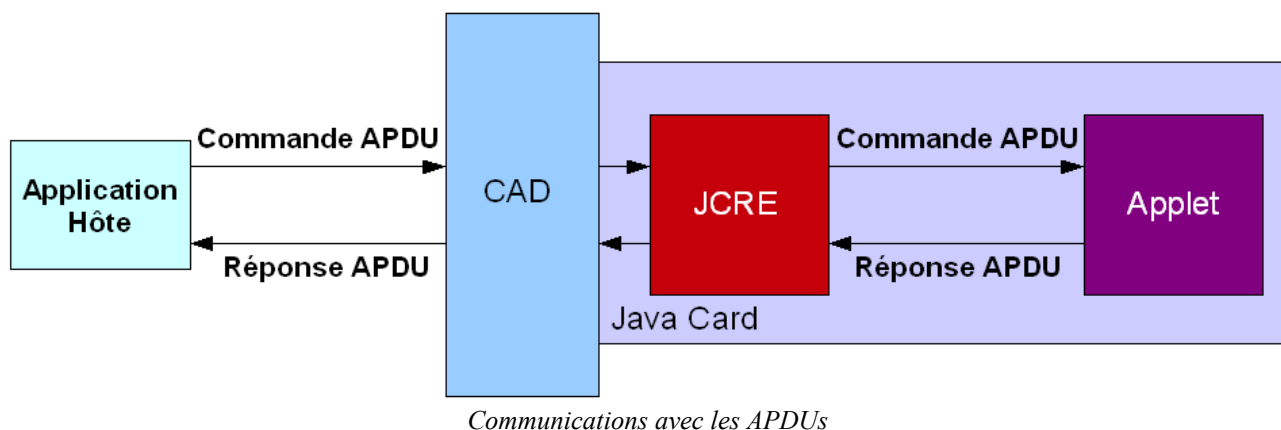 Commande APDU
Commande APDU
Application
Hôte
CAD
JCRE
Applet
Réponse APDU
Réponse APDU
Java Card
Communications avec les APDUs